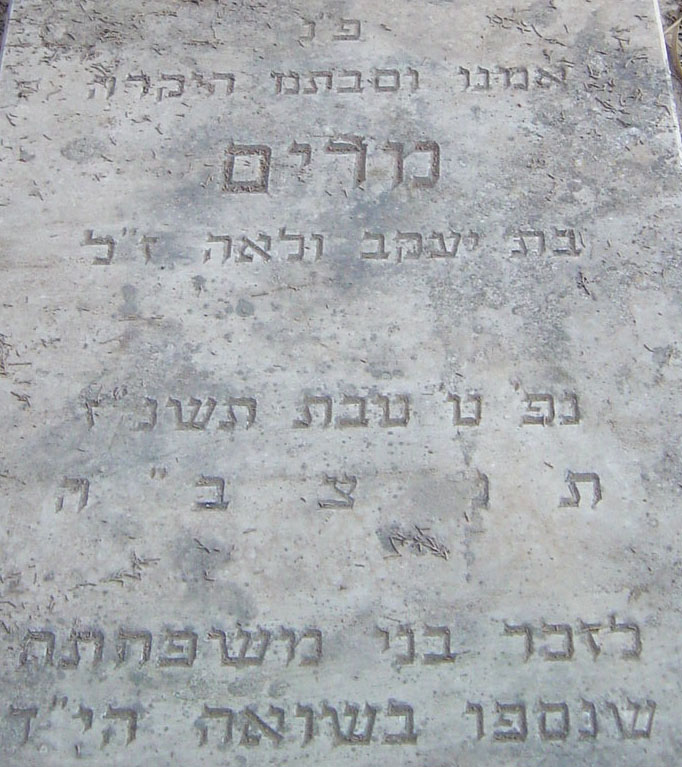 פ"נ
אמנו וסבתנו היקרה
מרים
בת יעקב ולאה ז"ל
נפ' ט' טבת תשנ"ז
ת נ צ ב " ה
לזכר בני משפחתה
שנספו בשואה הי"ד